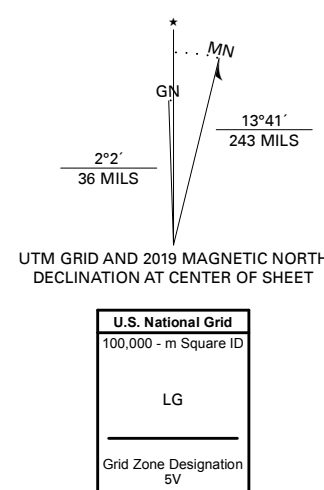 ★
MN
GN
13°41´
243 MILS
2°2´
36 MILS
UTM GRID AND 2019 MAGNETIC NORTH
DECLINATION AT CENTER OF SHEET
U.S. National Grid
100,000 - m Square ID
LG
Grid Zone Designation
5V